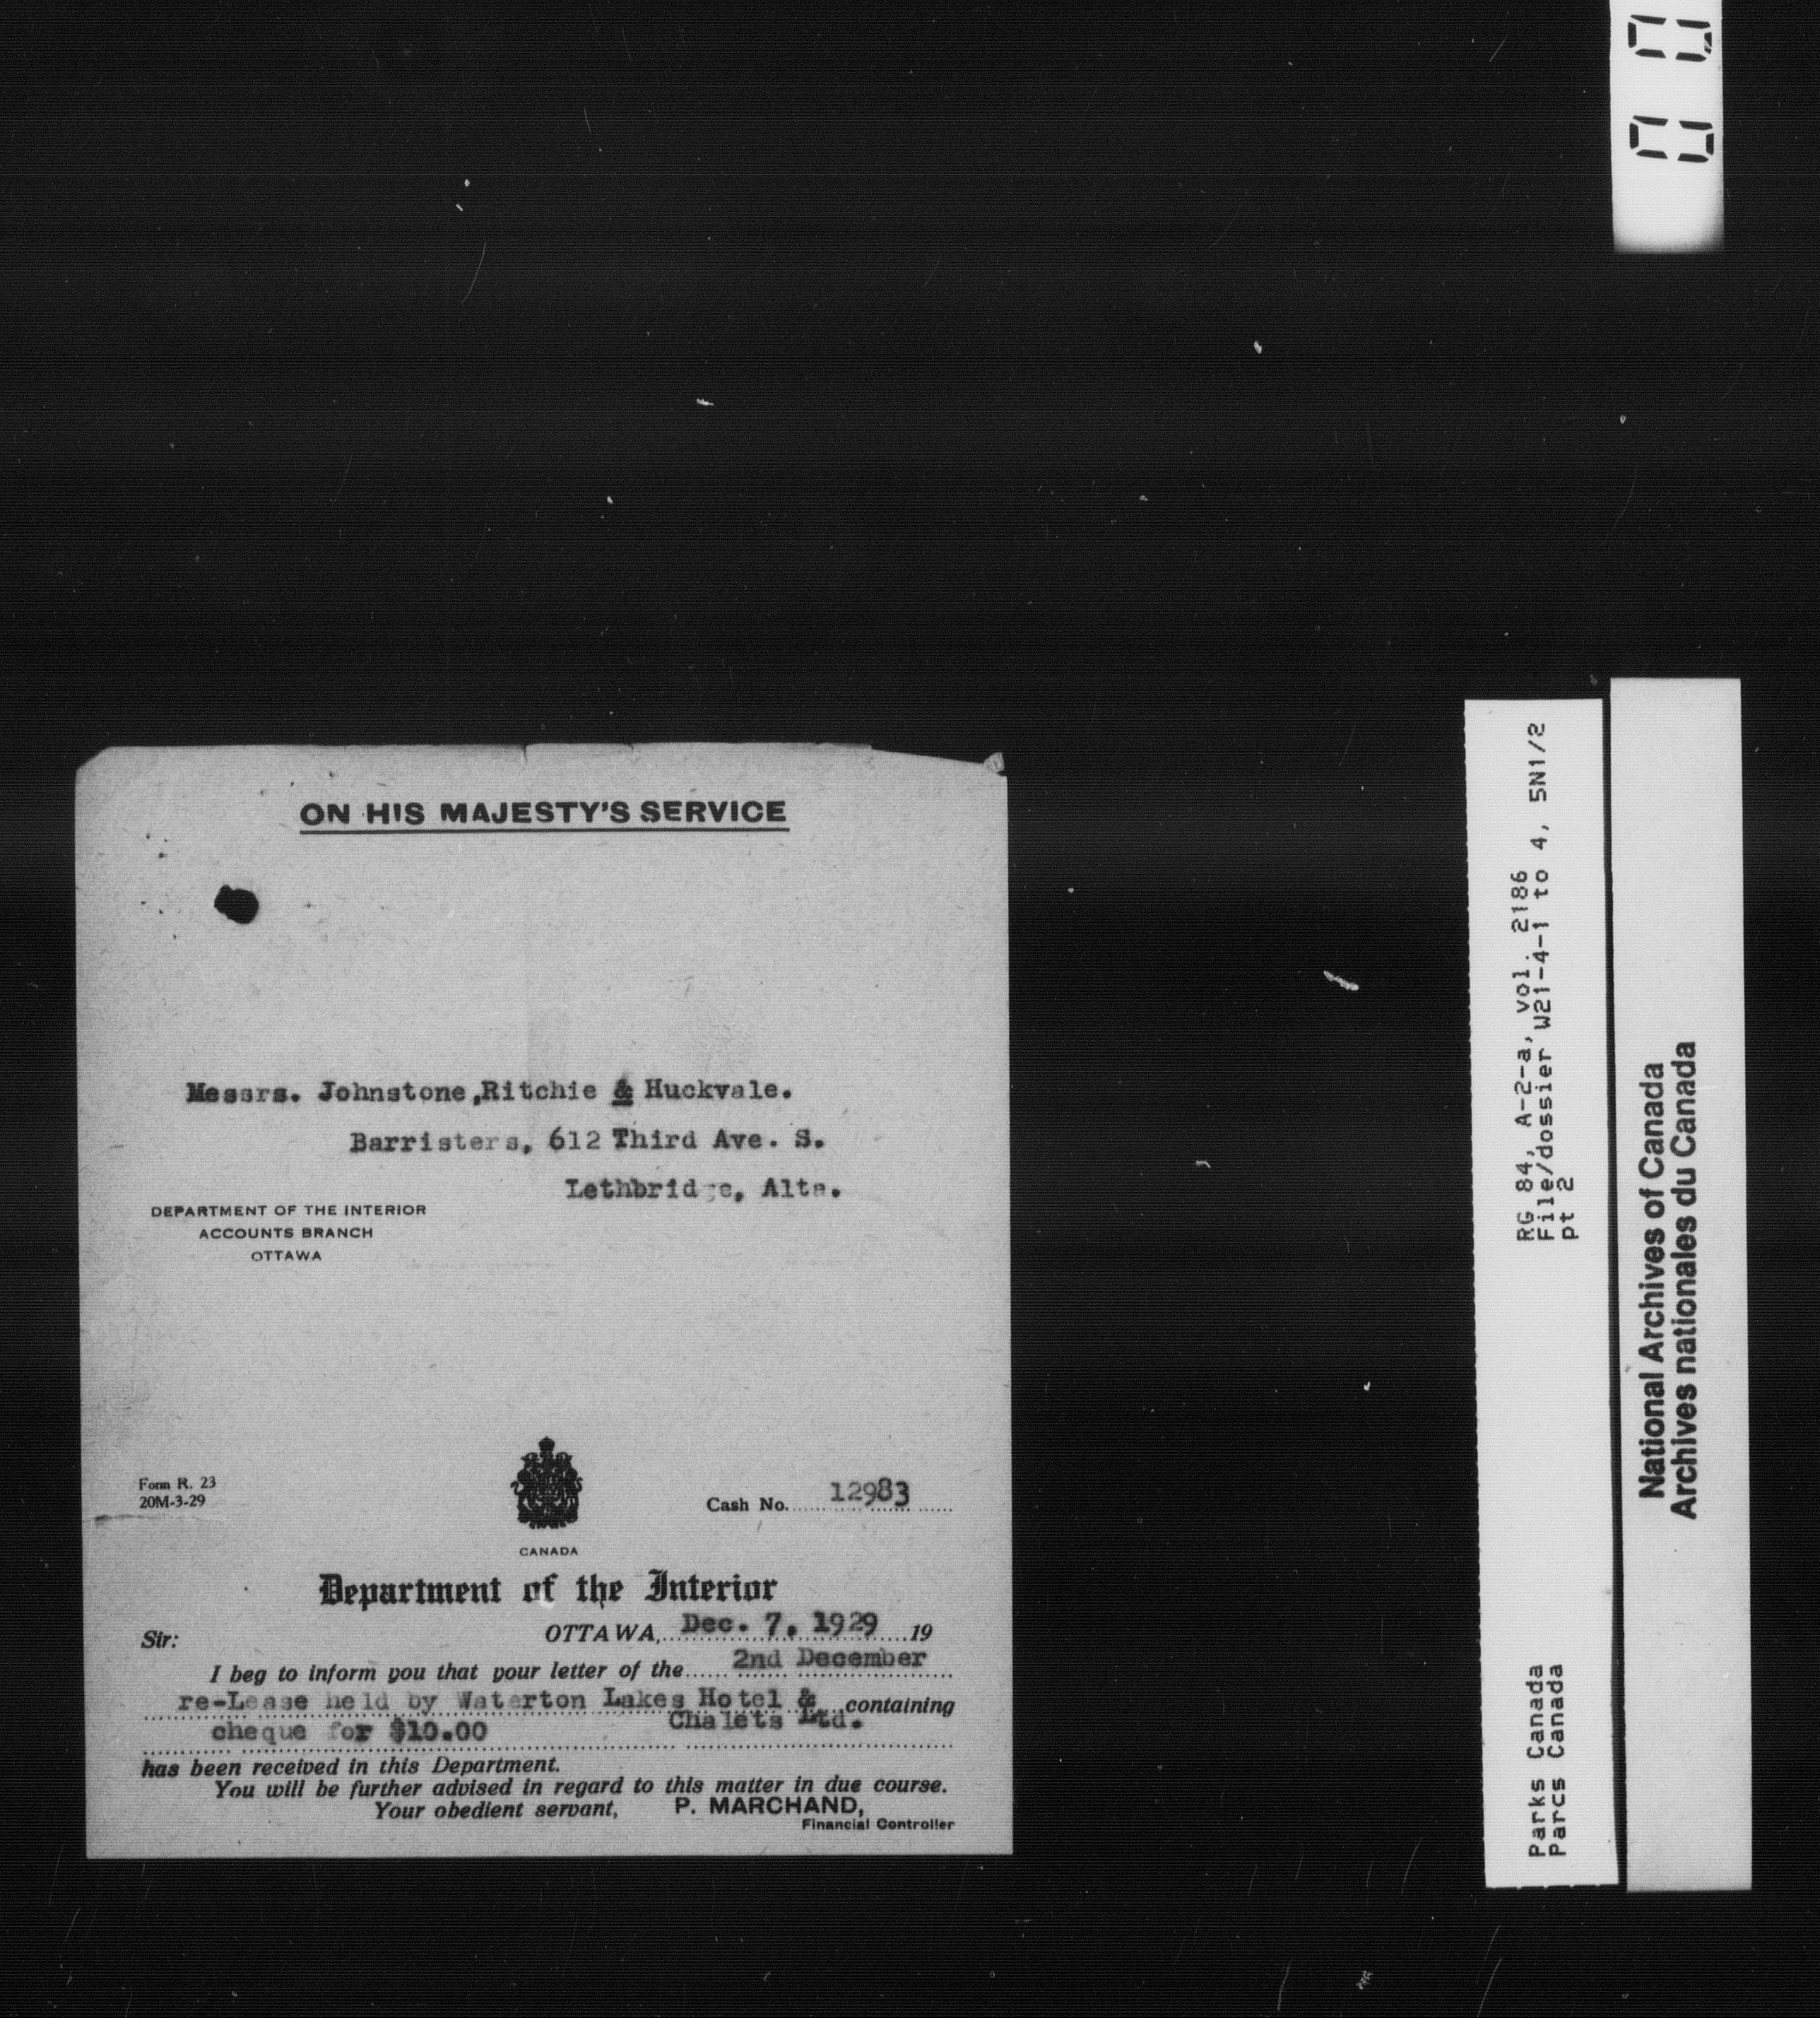 ON HIS MAJESTY'S SERVICE
Messrs. Johnstone,Ritchie & Huckvale.
Barristers, 612 Third Ave. S.
Lethbridge, Alta.
DEPARTMENT OF THE INTERIOR
ACCOUNTS BRANCH
OTTAWA
Form R. 23
20M-3-29
Cash No. 12983
CANADA
Department of the Interior
OTTAWA, Dec. 7, 1929 19
Sir:
I beg to inform you that your letter of the 2nd December
re-Lease held by Waterton Lakes Hotel & containing
Chalets Ltd.
cheque for $10.00
has been received in this Department.
You will be further advised in regard to this matter in due course.
Your obedient servant, P. MARCHAND,
Financial Controller
RG 84, A-2-a, vol. 2186
File/dossier W21-4-1 to 4, 5N1/2
pt 2
Parks Canada
Parcs Canada
National Archives of Canada
Archives nationales du Canada